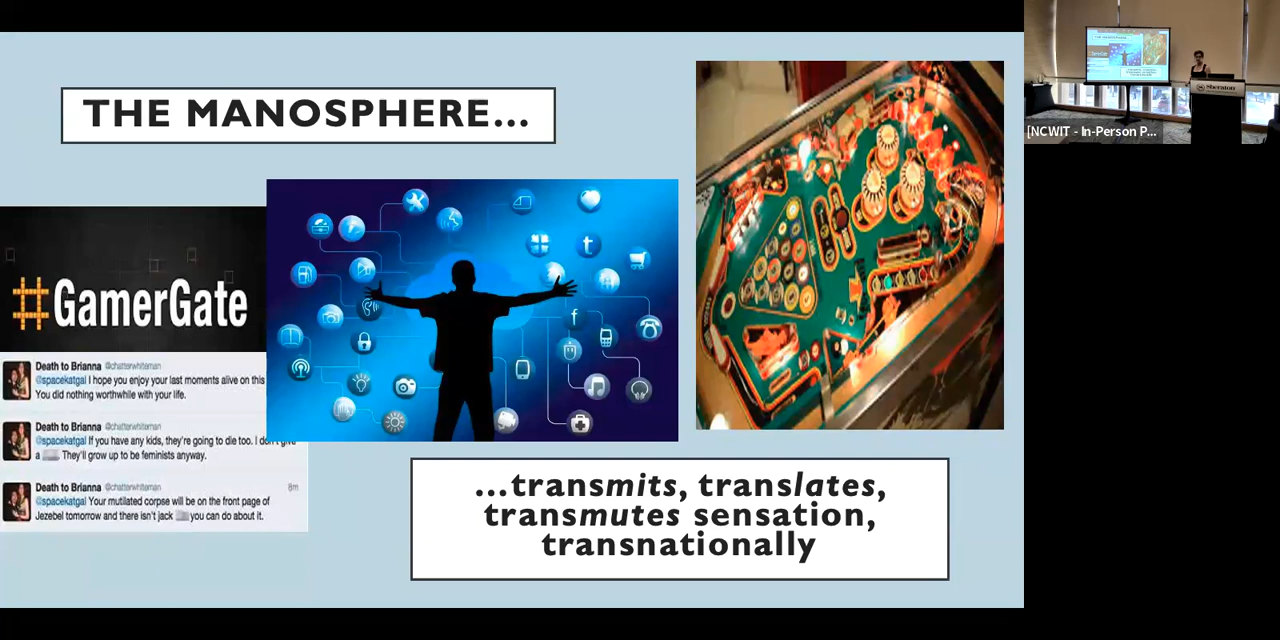 THE MANOSPHERE...
#GamerGate
Death to Brianna @chatterwhiteman
@spacekatgal I hope you enjoy your last moments alive on this
You did nothing worthwhile with your life.
Death to Brianna @chatterwhiteman
@spacekatgal If you have any kids, they're going to die too. I don't give
a They'll grow up to be feminists anyway.
Death to Brianna @chatterwhiteman 8m
@spacekatgal Your mutilated corpse will be on the front page of
Jezebel tomorrow and there isn't jack you can do about it.
t
f
...transmits, translates,
transmutes sensation,
transnationally
Sheraton
[NCWIT - In-Person P...